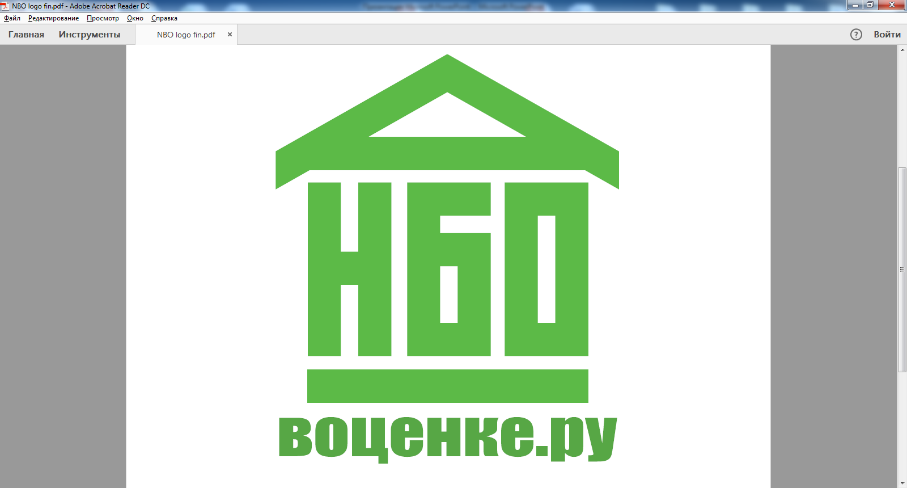 NBO logo fin.pdf - Adobe Acrobat Reader DC
Файл Редактирование Просмотр Окно Справка
Главная Инструменты NBO logo fin.pdf × ? Войти
НБО
воценке.ру